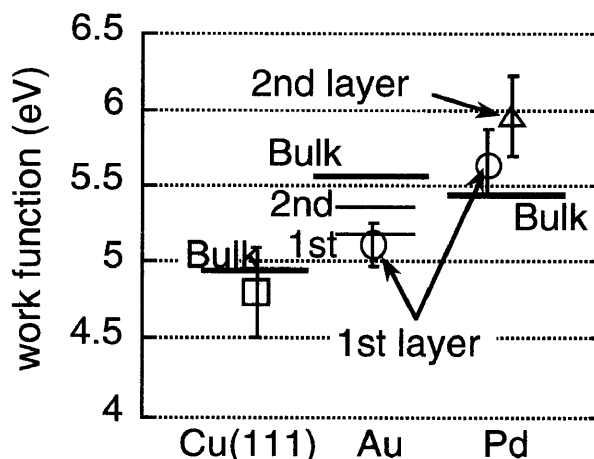 6.5
2nd layer
6
Bulk
5.5
2nd
Bulk
1st
5
Bulk
4.5
1st layer
4
Cu(111) Au Pd
work function (eV)